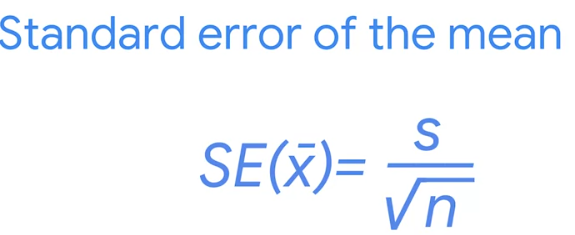 Standard error of the mean
SE(x̄)= s/√n